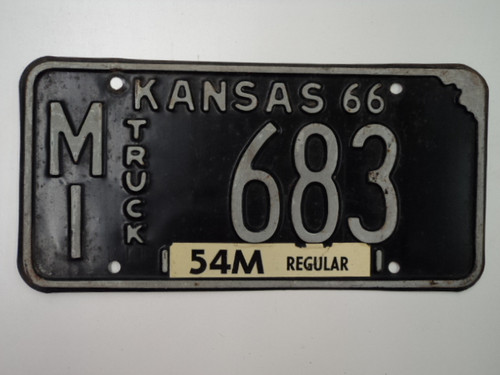 KANSAS 66
MI
TRUCK
683
54M REGULAR